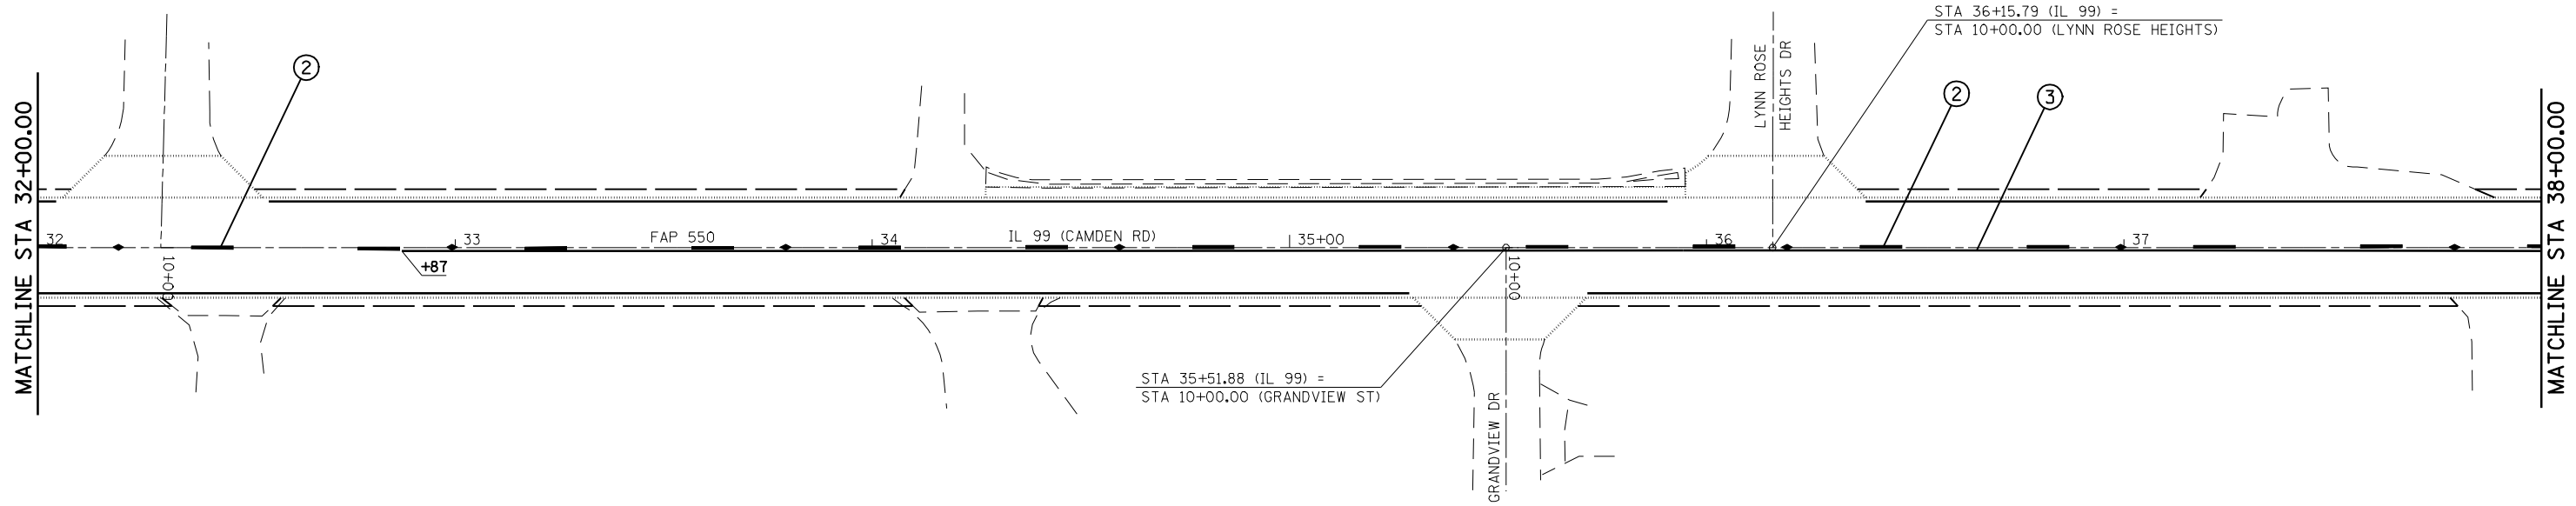 STA 36+15.79 (IL 99) =
STA 10+00.00 (LYNN ROSE HEIGHTS)
LYNN ROSE
HEIGHTS DR
2
2
3
MATCHLINE STA 32+00.00
MATCHLINE STA 38+00.00
32
33
FAP 550
34
IL 99 (CAMDEN RD)
35+00
36
37
10+00
+87
10+00
STA 35+51.88 (IL 99) =
STA 10+00.00 (GRANDVIEW ST)
GRANDVIEW DR